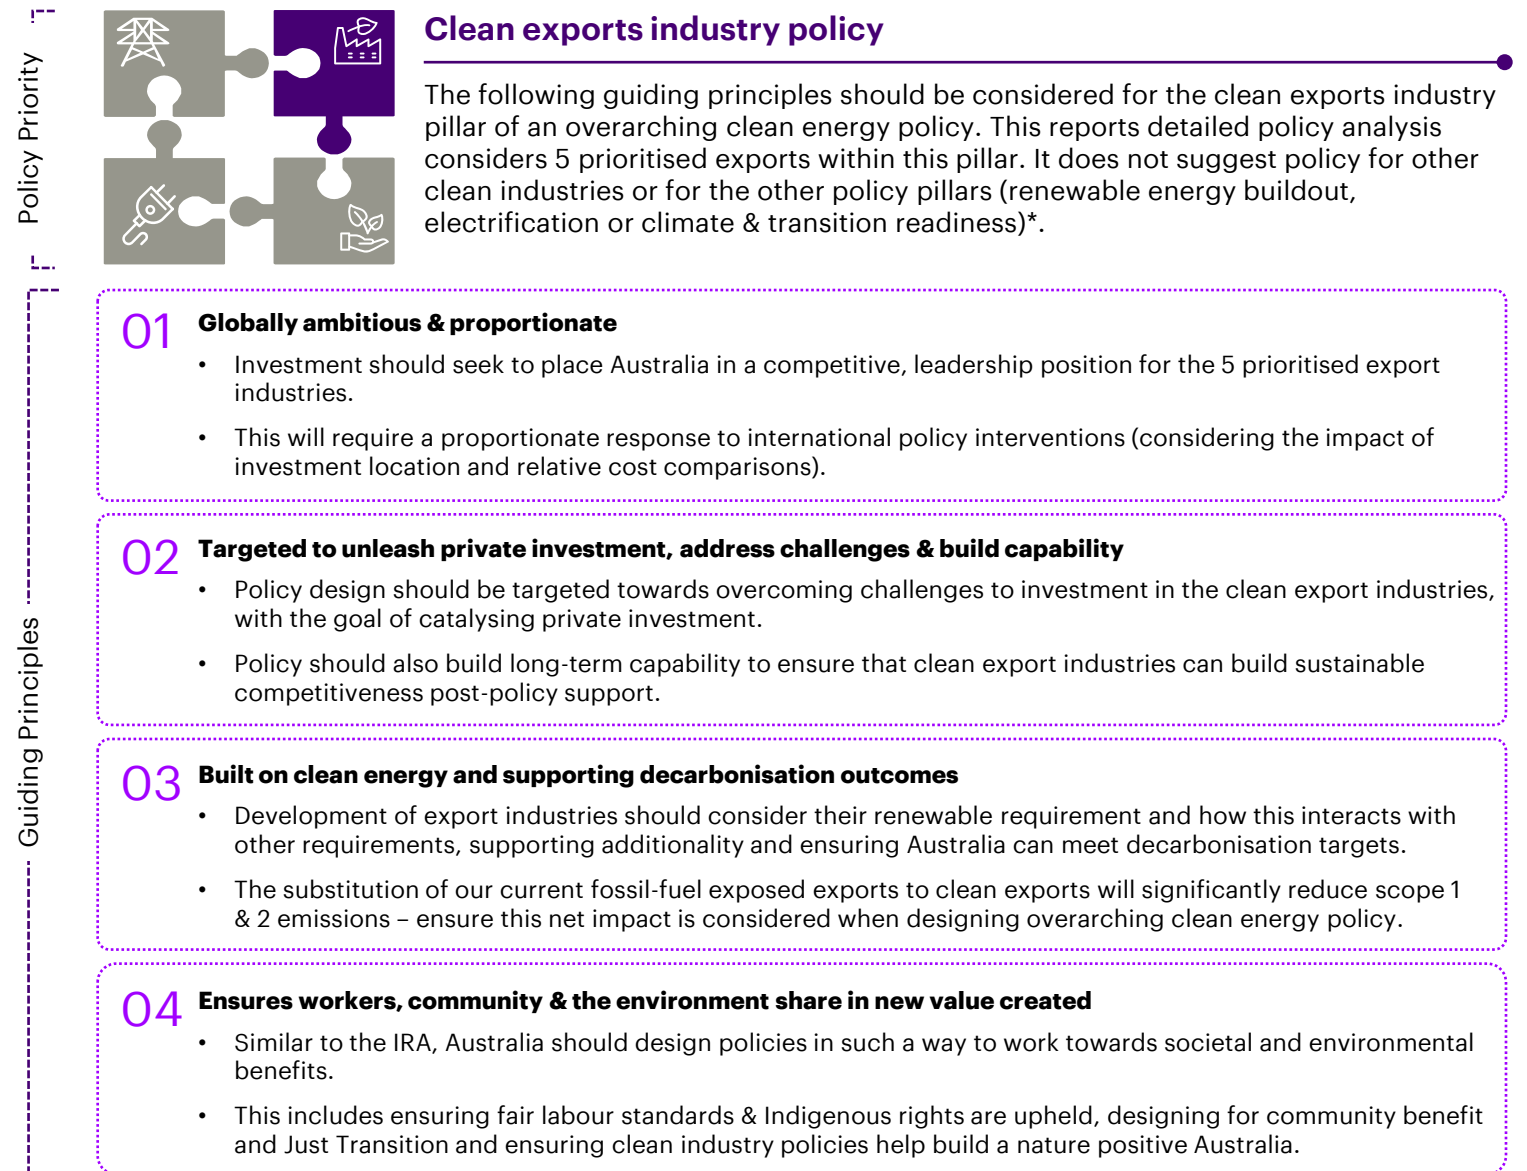 Policy Priority
Clean exports industry policy
The following guiding principles should be considered for the clean exports industry
pillar of an overarching clean energy policy. This reports detailed policy analysis
considers 5 prioritised exports within this pillar. It does not suggest policy for other
clean industries or for the other policy pillars (renewable energy buildout,
electrification or climate & transition readiness)*.
Guiding Principles
01 Globally ambitious & proportionate
• Investment should seek to place Australia in a competitive, leadership position for the 5 prioritised export
industries.
• This will require a proportionate response to international policy interventions (considering the impact of
investment location and relative cost comparisons).
02 Targeted to unleash private investment, address challenges & build capability
• Policy design should be targeted towards overcoming challenges to investment in the clean export industries,
with the goal of catalysing private investment.
• Policy should also build long-term capability to ensure that clean export industries can build sustainable
competitiveness post-policy support.
03 Built on clean energy and supporting decarbonisation outcomes
• Development of export industries should consider their renewable requirement and how this interacts with
other requirements, supporting additionality and ensuring Australia can meet decarbonisation targets.
• The substitution of our current fossil-fuel exposed exports to clean exports will significantly reduce scope 1
& 2 emissions – ensure this net impact is considered when designing overarching clean energy policy.
04 Ensures workers, community & the environment share in new value created
• Similar to the IRA, Australia should design policies in such a way to work towards societal and environmental
benefits.
• This includes ensuring fair labour standards & Indigenous rights are upheld, designing for community benefit
and Just Transition and ensuring clean industry policies help build a nature positive Australia.